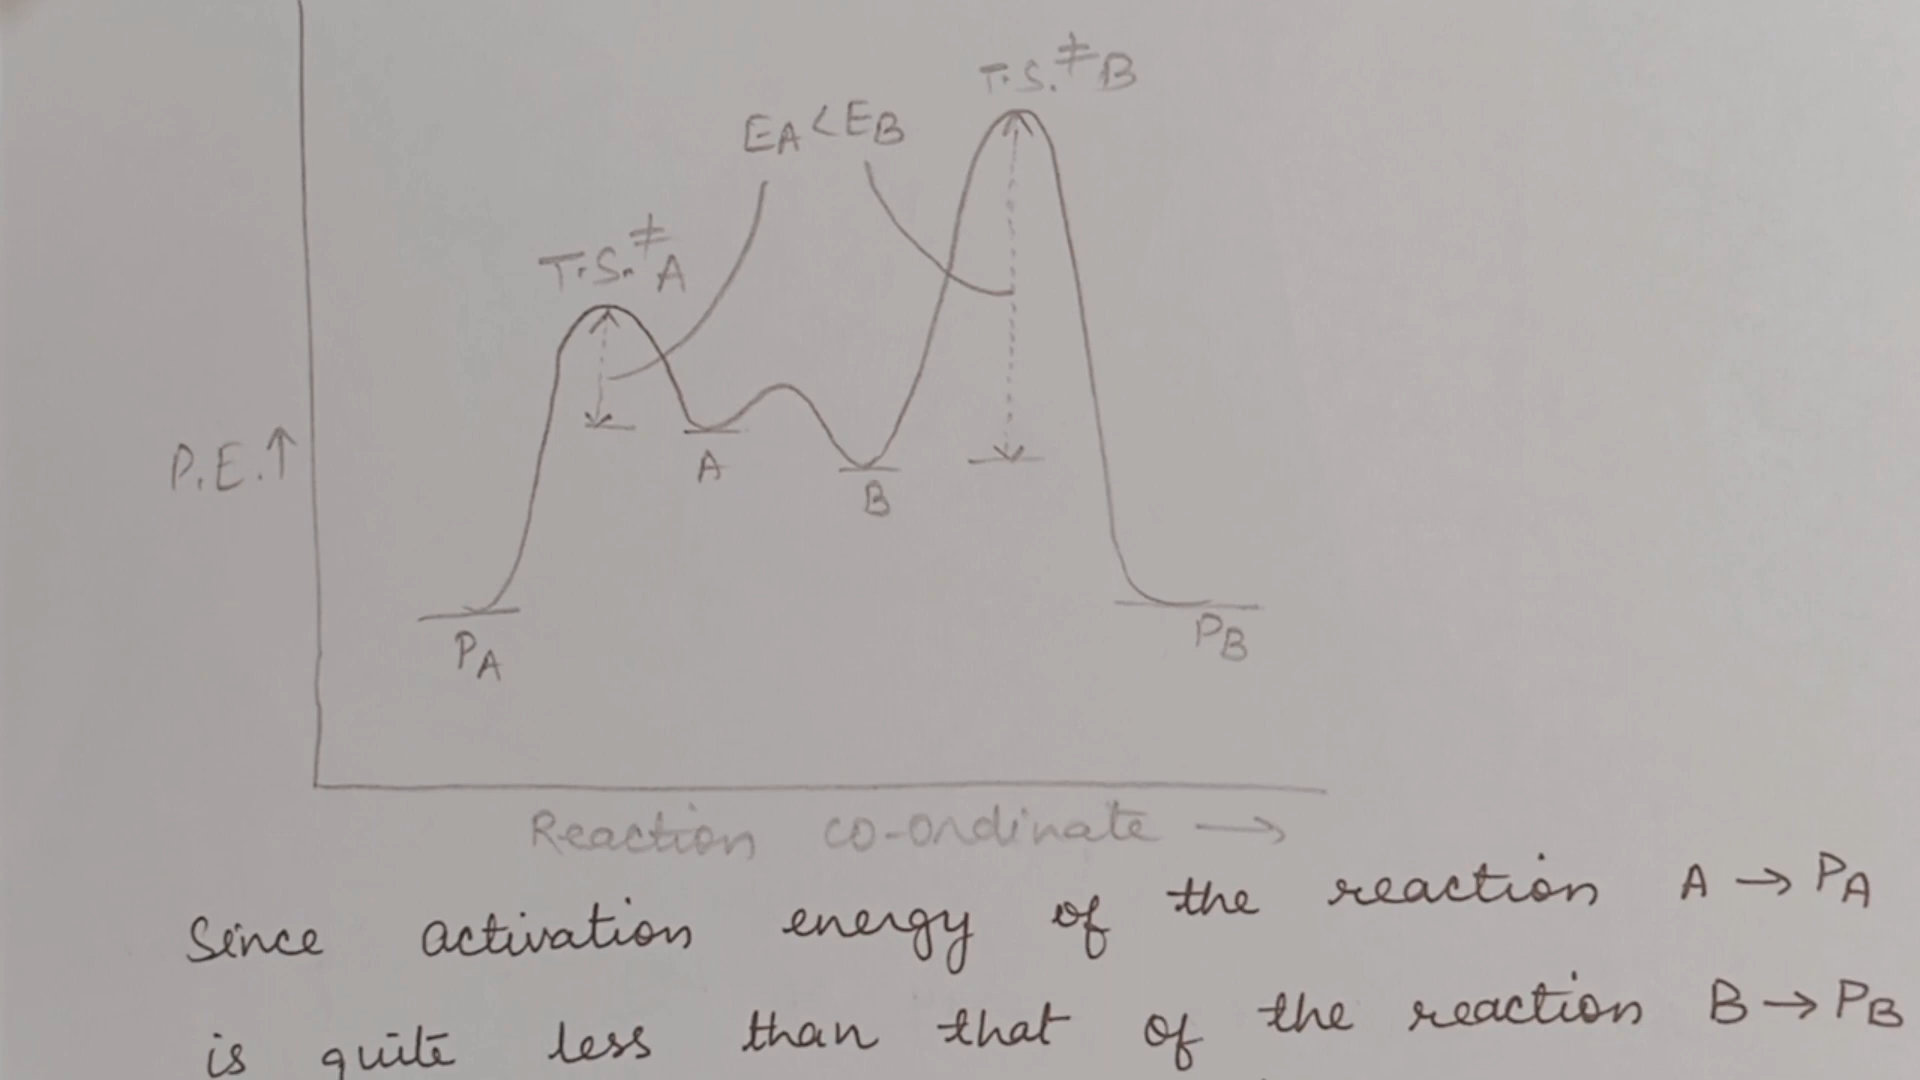 T.S.≠B
EA<EB
T.S.≠A
P.E.↑
A
B
PA
PB
Reaction co-ordinate →
Since activation energy of the reaction A → PA
is quite less than that of the reaction B → PB